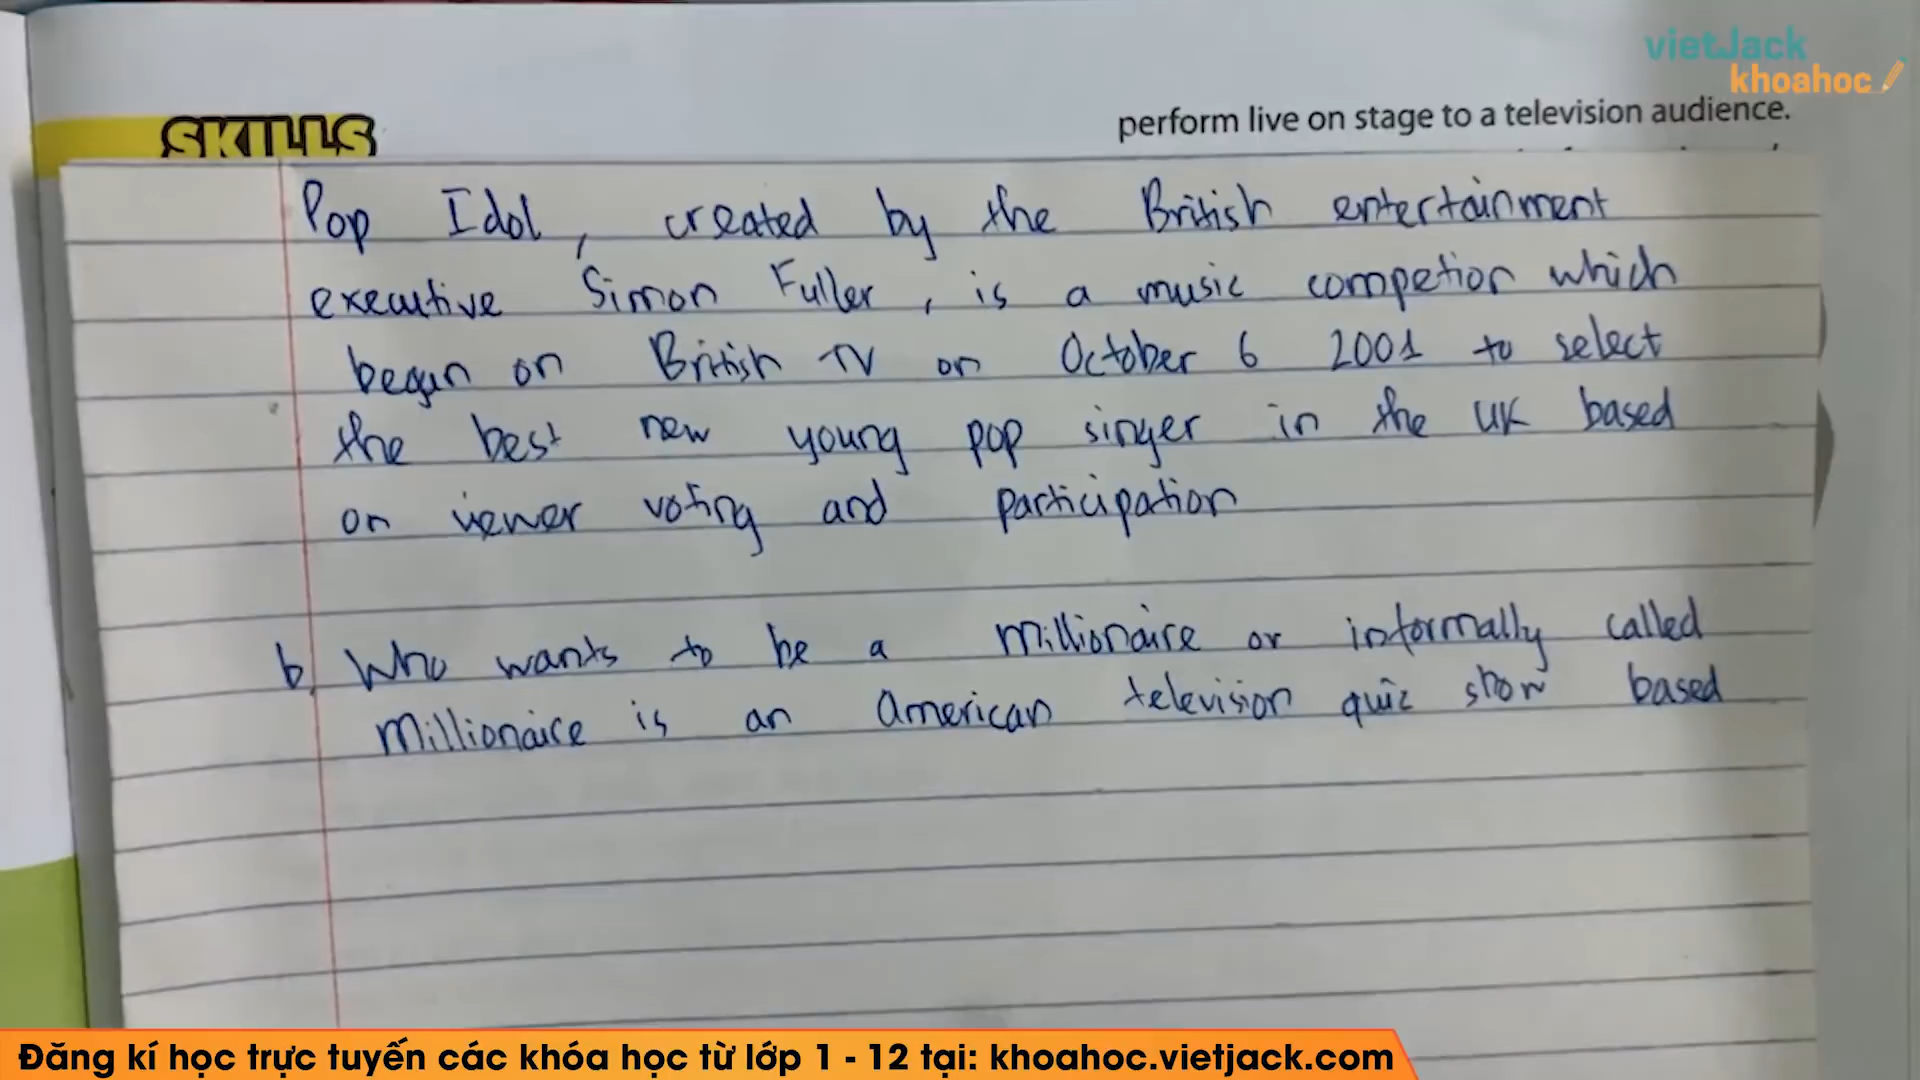 vietJack
khoahoc
SKILLS
perform live on stage to a television audience.
Pop Idol, created by the British entertainment
executive Simon Fuller, is a music competion which
began on British TV on October 6 2001 to select
the best new young pop singer in the UK based
on viewer voting and participation
b, Who wants to be a millionaire or informally called
millionaire is an American television quiz show based
Đăng kí học trực tuyến các khóa học từ lớp 1 - 12 tại: khoahoc.vietjack.com